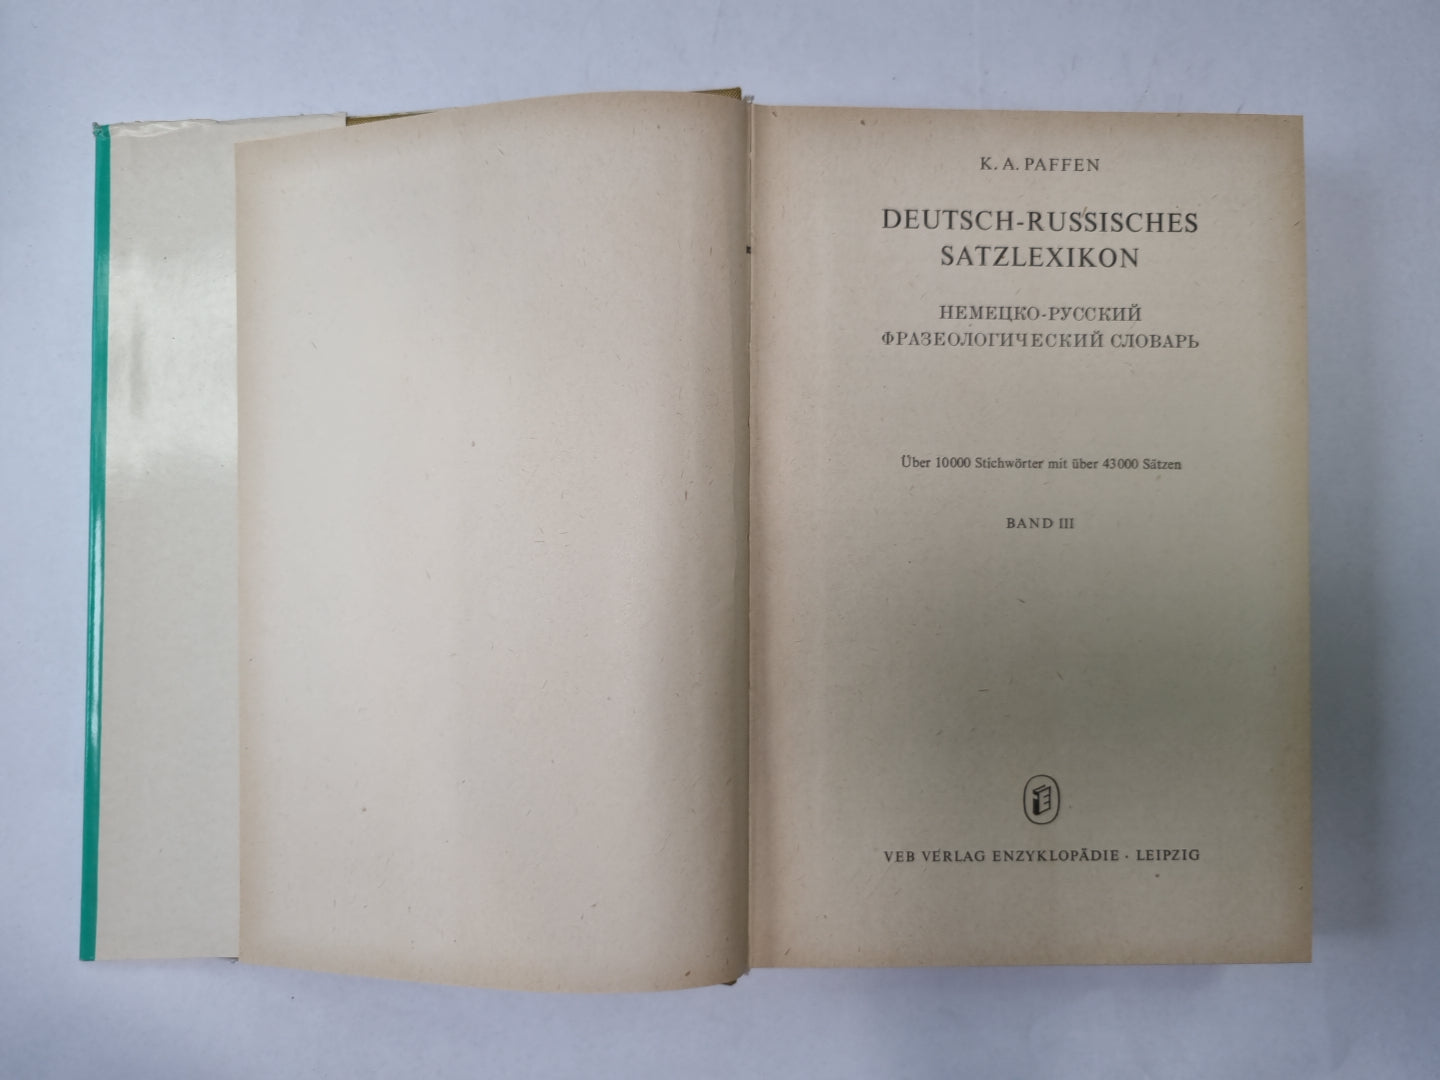 K. A. PAFFEN
DEUTSCH-RUSSISCHES
SATZLEXIKON
НЕМЕЦКО-РУССКИЙ
ФРАЗЕОЛОГИЧЕСКИЙ СЛОВАРЬ
Über 10000 Stichwörter mit über 43000 Sätzen
BAND III
VEB VERLAG ENZYKLOPÄDIE · LEIPZIG